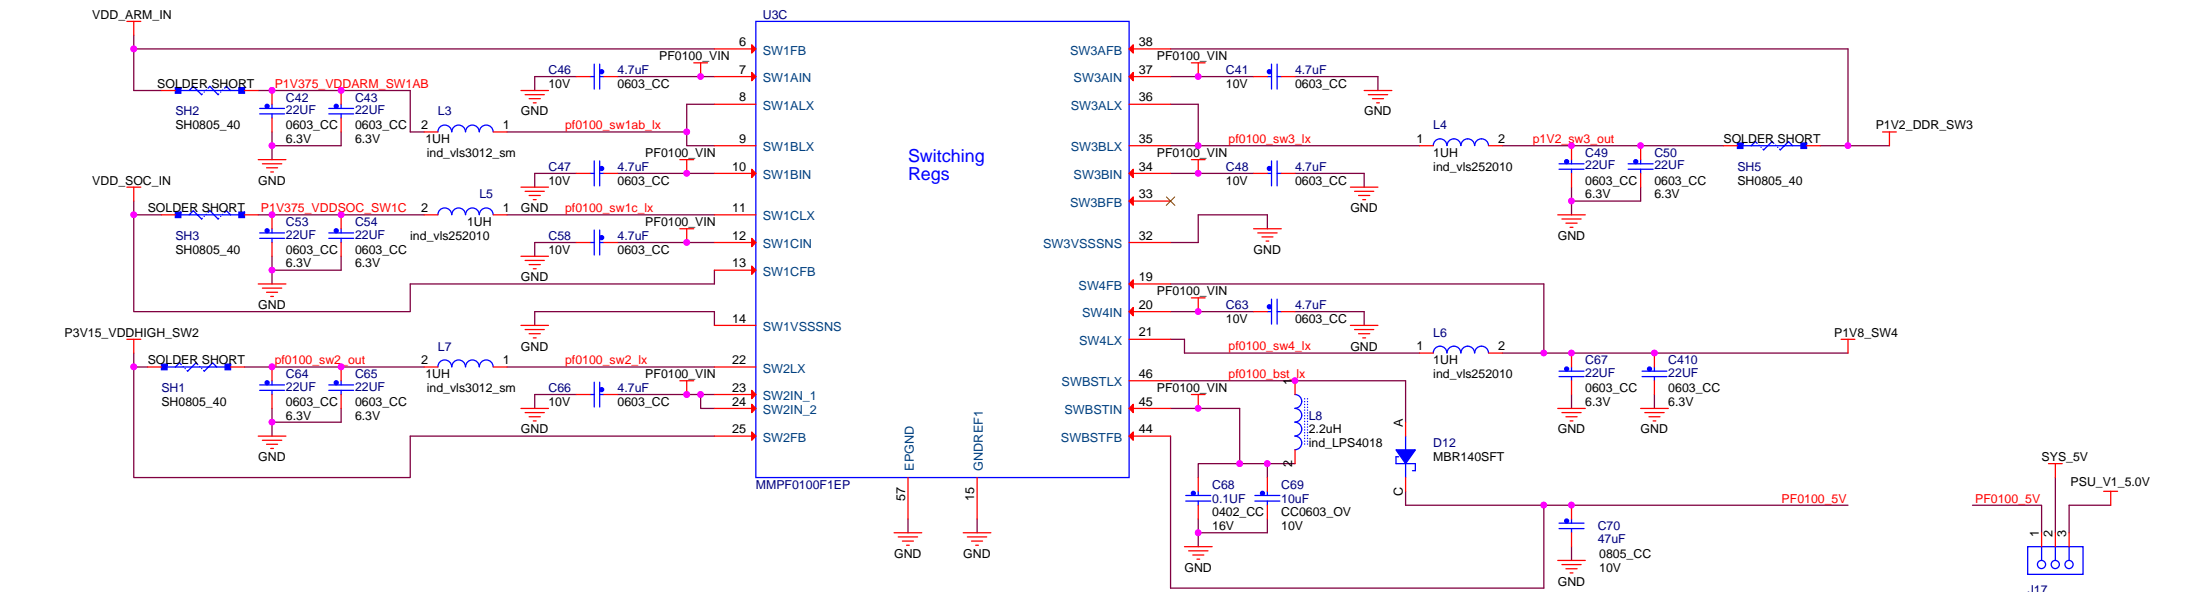 VDD_ARM_IN
U3C
6 SW1FB
PF0100_VIN
C46 4.7uF
10V 0603_CC
7 SW1AIN
GND
SOLDER SHORT
P1V375_VDDARM_SW1AB
SH2
SH0805_40
C42
22UF
0603_CC
6.3V
C43
22UF
0603_CC
6.3V
GND
8 SW1ALX
L3
2 1
1UH
ind_vls3012_sm
pf0100_sw1ab_lx
9 SW1BLX
PF0100_VIN
C47 4.7uF
10V 0603_CC
10 SW1BIN
GND
VDD_SOC_IN
SOLDER SHORT
P1V375_VDDSOC_SW1C
SH3
SH0805_40
C53
22UF
0603_CC
6.3V
C54
22UF
0603_CC
6.3V
GND
L5
2 1
1UH
ind_vls252010
pf0100_sw1c_lx
11 SW1CLX
PF0100_VIN
C58 4.7uF
10V 0603_CC
12 SW1CIN
GND
13 SW1CFB
14 SW1VSSSNS
GND
P3V15_VDDHIGH_SW2
SOLDER SHORT
pf0100_sw2_out
SH1
SH0805_40
C64
22UF
0603_CC
6.3V
C65
22UF
0603_CC
6.3V
GND
L7
2 1
1UH
ind_vls3012_sm
pf0100_sw2_lx
22 SW2LX
PF0100_VIN
C66 4.7uF
10V 0603_CC
23 SW2IN_1
24 SW2IN_2
GND
25 SW2FB
MMPF0100F1EP
Switching
Regs
EPGND
57
GND
GNDREF1
15
GND
SW3AFB 38
PF0100_VIN
SW3AIN 37
C41 4.7uF
10V 0603_CC
GND
SW3ALX 36
SW3BLX 35
pf0100_sw3_lx
L4
1 2
1UH
ind_vls252010
p1V2_sw3_out
C49
22UF
0603_CC
6.3V
C50
22UF
0603_CC
6.3V
GND
SOLDER SHORT
SH5
SH0805_40
P1V2_DDR_SW3
PF0100_VIN
SW3BIN 34
C48 4.7uF
10V 0603_CC
GND
SW3BFB 33
SW3VSSSNS 32
GND
SW4FB 19
PF0100_VIN
SW4IN 20
C63 4.7uF
10V 0603_CC
GND
SW4LX 21
pf0100_sw4_lx
L6
1 2
1UH
ind_vls252010
P1V8_SW4
C67
22UF
0603_CC
6.3V
GND
C410
22UF
0603_CC
6.3V
GND
SWBSTLX 46
pf0100_bst_lx
PF0100_VIN
SWBSTIN 45
SWBSTFB 44
1
L8
2.2uH
ind_LPS4018
2
A
D12
MBR140SFT
C
C68
0.1UF
0402_CC
16V
C69
10uF
CC0603_OV
10V
GND
C70
47uF
0805_CC
10V
GND
PF0100_5V
PF0100_5V
SYS_5V
PSU_V1_5.0V
1 2 3
J17